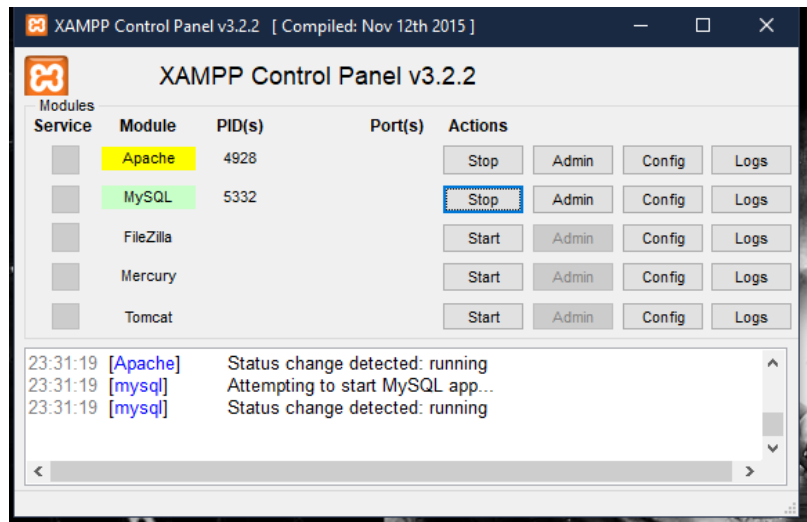 XAMPP Control Panel v3.2.2 [ Compiled: Nov 12th 2015 ]
XAMPP Control Panel v3.2.2
Modules
Service Module PID(s) Port(s) Actions
Apache 4928 Stop Admin Config Logs
MySQL 5332 Stop Admin Config Logs
FileZilla Start Admin Config Logs
Mercury Start Admin Config Logs
Tomcat Start Admin Config Logs
23:31:19 [Apache] Status change detected: running
23:31:19 [mysql] Attempting to start MySQL app...
23:31:19 [mysql] Status change detected: running